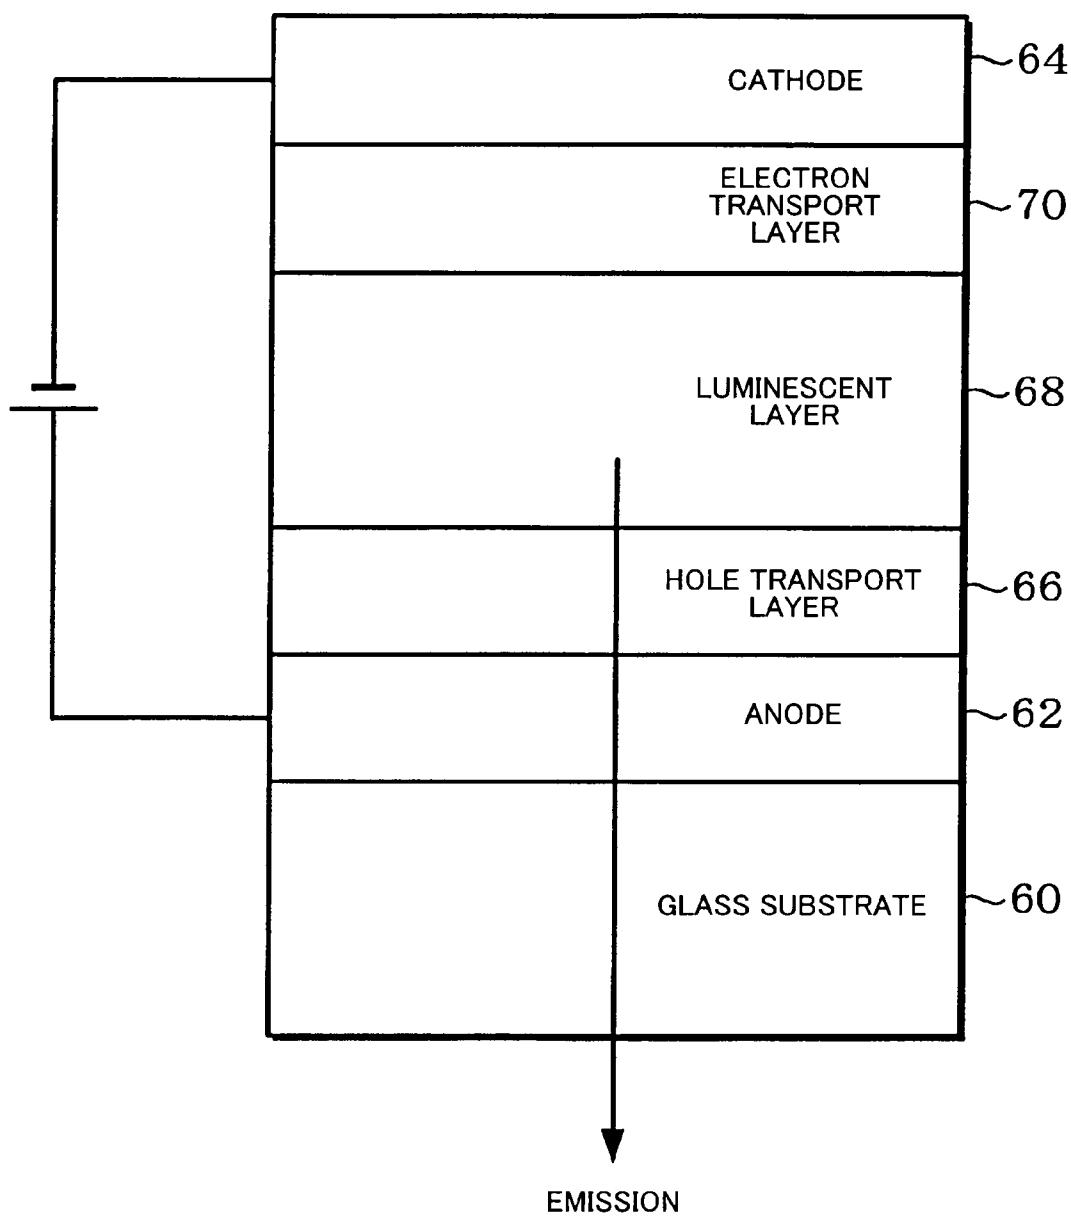 CATHODE
64
ELECTRON
TRANSPORT
LAYER
70
LUMINESCENT
LAYER
68
HOLE TRANSPORT
LAYER
66
ANODE
62
GLASS SUBSTRATE
60
EMISSION